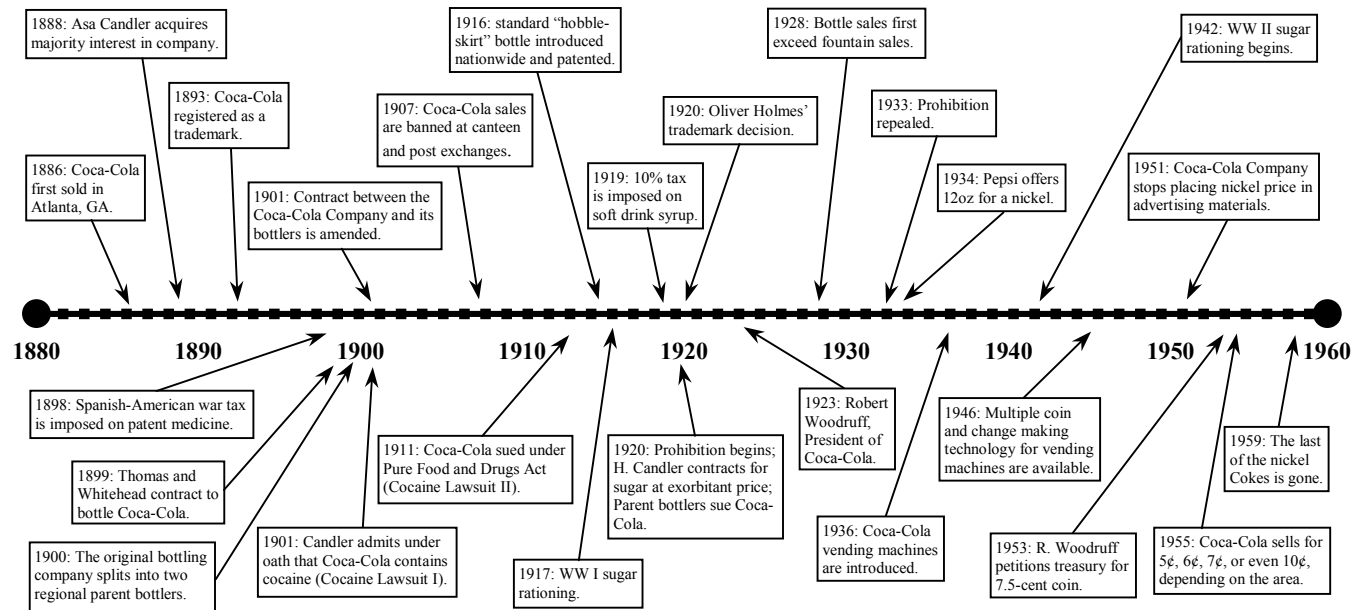 1888: Asa Candler acquires
majority interest in company.
1916: standard “hobble-
skirt” bottle introduced
nationwide and patented.
1928: Bottle sales first
exceed fountain sales.
1942: WW II sugar
rationing begins.
1893: Coca-Cola
registered as a
trademark.
1907: Coca-Cola sales
are banned at canteen
and post exchanges.
1920: Oliver Holmes’
trademark decision.
1933: Prohibition
repealed.
1886: Coca-Cola
first sold in
Atlanta, GA.
1901: Contract between the
Coca-Cola Company and its
bottlers is amended.
1919: 10% tax
is imposed on
soft drink syrup.
1934: Pepsi offers
12oz for a nickel.
1951: Coca-Cola Company
stops placing nickel price in
advertising materials.
1880 1890 1900 1910 1920 1930 1940 1950 1960
1898: Spanish-American war tax
is imposed on patent medicine.
1899: Thomas and
Whitehead contract to
bottle Coca-Cola.
1900: The original bottling
company splits into two
regional parent bottlers.
1901: Candler admits under
oath that Coca-Cola contains
cocaine (Cocaine Lawsuit I).
1911: Coca-Cola sued under
Pure Food and Drugs Act
(Cocaine Lawsuit II).
1917: WW I sugar
rationing.
1920: Prohibition begins;
H. Candler contracts for
sugar at exorbitant price;
Parent bottlers sue Coca-
Cola.
1923: Robert
Woodruff,
President of
Coca-Cola.
1936: Coca-Cola
vending machines
are introduced.
1946: Multiple coin
and change making
technology for vending
machines are available.
1953: R. Woodruff
petitions treasury for
7.5-cent coin.
1955: Coca-Cola sells for
5¢, 6¢, 7¢, or even 10¢,
depending on the area.
1959: The last
of the nickel
Cokes is gone.